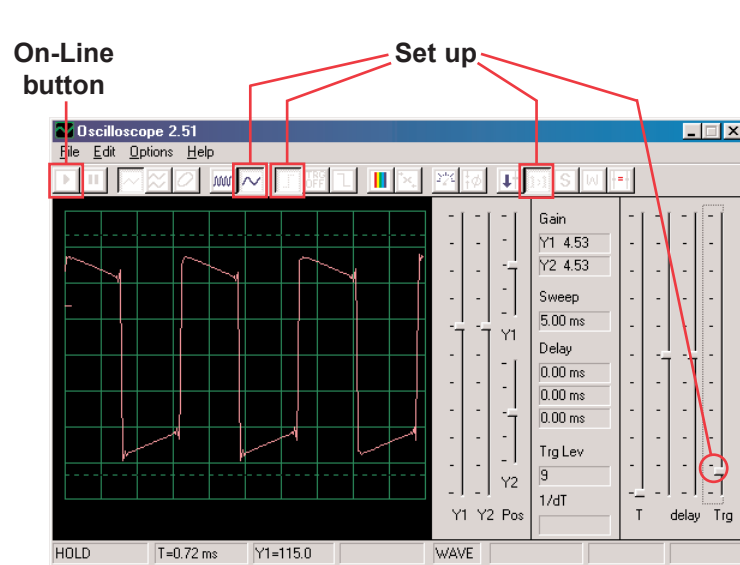 On-Line
button
Set up
Oscilloscope 2.51
File Edit Options Help
TRG
OFF
S W
Gain
Y1 4.53
Y2 4.53
Sweep
5.00 ms
Delay
0.00 ms
0.00 ms
0.00 ms
Trg Lev
9
1/dT
Y1
Y2
Y1 Y2 Pos
T delay Trg
HOLD T=0.72 ms Y1=115.0 WAVE